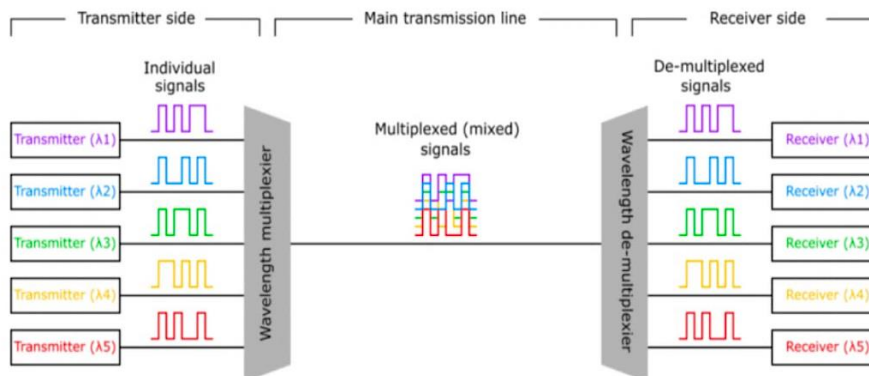 Transmitter side
Main transmission line
Receiver side
Individual
signals
De-multiplexed
signals
Multiplexed (mixed)
signals
Transmitter (λ1)
Transmitter (λ2)
Transmitter (λ3)
Transmitter (λ4)
Transmitter (λ5)
Wavelength multiplexier
Wavelength de-multiplexier
Receiver (λ1)
Receiver (λ2)
Receiver (λ3)
Receiver (λ4)
Receiver (λ5)